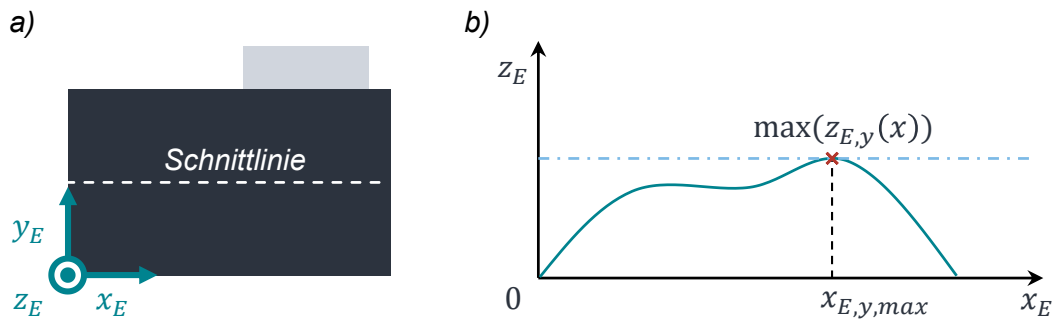 a)
Schnittlinie
y_E
z_E
x_E
b)
z_E
max(z_{E,y}(x))
0
x_{E,y,max}
x_E